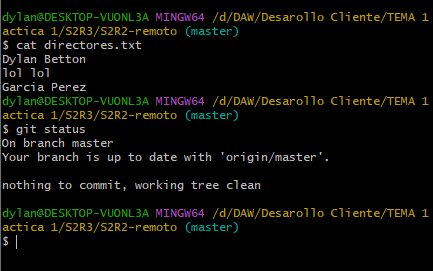 dylan@DESKTOP-VUONL3A MINGW64 /d/DAW/Desarollo Cliente/TEMA 1
actica 1/S2R3/S2R2-remoto (master)
$ cat directores.txt
Dylan Betton
lol lol
Garcia Perez
dylan@DESKTOP-VUONL3A MINGW64 /d/DAW/Desarollo Cliente/TEMA 1
actica 1/S2R3/S2R2-remoto (master)
$ git status
On branch master
Your branch is up to date with 'origin/master'.
nothing to commit, working tree clean
dylan@DESKTOP-VUONL3A MINGW64 /d/DAW/Desarollo Cliente/TEMA 1
actica 1/S2R3/S2R2-remoto (master)
$